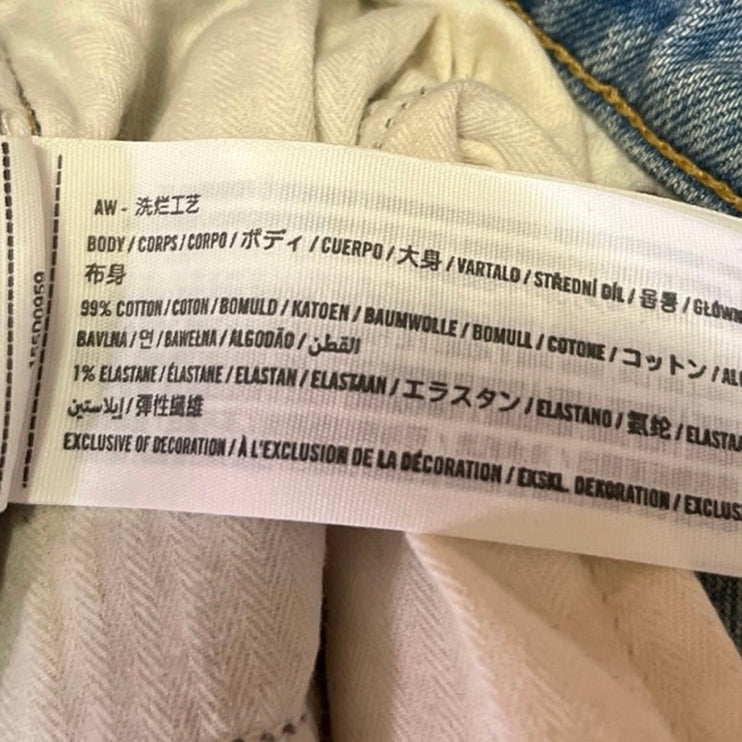 AW - 洗烂工艺
BODY / CORPS / CORPO / ボディ / CUERPO / 大身 / VARTALO / STŘEDNÍ DÍL / 몸통 / GŁÓWN
布身
99% COTTON / COTON / BOMULD / KATOEN / BAUMWOLLE / BOMULL / COTONE / コットン / AL
BAVLNA / 면 / BAWEŁNA / ALGODÃO / القطن
1% ELASTANE / ÉLASTANE / ELASTAN / ELASTAAN / エラスタン / ELASTANO / 氨纶 / ELASTA
إيلاستين / 彈性纖維
EXCLUSIVE OF DECORATION / À L'EXCLUSION DE LA DÉCORATION / EKSKL. DEKORATION / EXCLUS